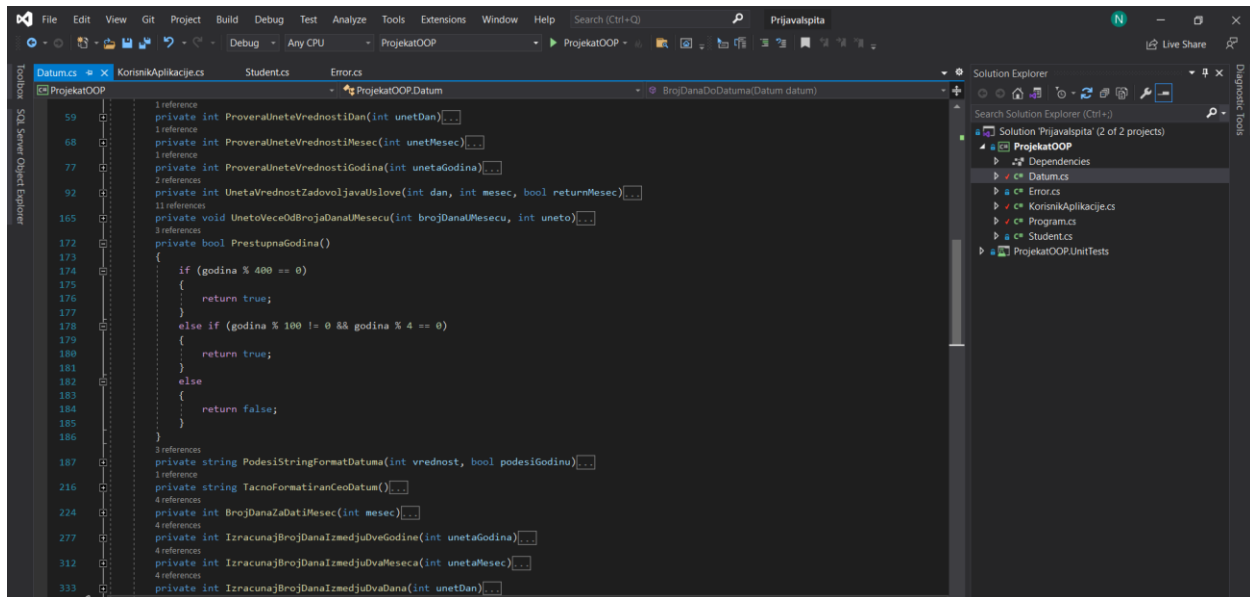 File Edit View Git Project Build Debug Test Analyze Tools Extensions Window Help Search (Ctrl+Q) Prijavalspita N
Debug Any CPU ProjekatOOP ProjekatOOP Live Share
Toolbox
SQL Server Object Explorer
Datum.cs KorisnikAplikacije.cs Student.cs Error.cs
ProjekatOOP ProjekatOOP.Datum BrojDanaDoDatuma(Datum datum)
1 reference
59 private int ProveraUneteVrednostiDan(int unetDan)...
1 reference
68 private int ProveraUneteVrednostiMesec(int unetMesec)...
1 reference
77 private int ProveraUneteVrednostiGodina(int unetaGodina)...
2 references
92 private int UnetaVrednostZadovoljavaUslove(int dan, int mesec, bool returnMesec)...
11 references
165 private void UnetoVeceOdBrojaDanaUMesecu(int brojDanaUMesecu, int uneto)...
3 references
172 private bool PrestupnaGodina()
173 {
174 if (godina % 400 == 0)
175 {
176 return true;
177 }
178 else if (godina % 100 != 0 && godina % 4 == 0)
179 {
180 return true;
181 }
182 else
183 {
184 return false;
185 }
186 }
3 references
187 private string PodesiStringFormatDatuma(int vrednost, bool podesiGodinu)...
1 reference
216 private string TacnoFormatiranCeoDatum()...
4 references
224 private int BrojDanaZaDatiMesec(int mesec)...
4 references
277 private int IzracunajBrojDanaIzmedjuDveGodine(int unetaGodina)...
4 references
312 private int IzracunajBrojDanaIzmedjuDvaMeseca(int unetaMesec)...
4 references
333 private int IzracunajBrojDanaIzmedjuDvaDana(int unetDan)...
Solution Explorer
Search Solution Explorer (Ctrl+;)
Solution 'Prijavalspita' (2 of 2 projects)
C# ProjekatOOP
Dependencies
C# Datum.cs
C# Error.cs
C# KorisnikAplikacije.cs
C# Program.cs
C# Student.cs
ProjekatOOP.UnitTests
Diagnostic Tools